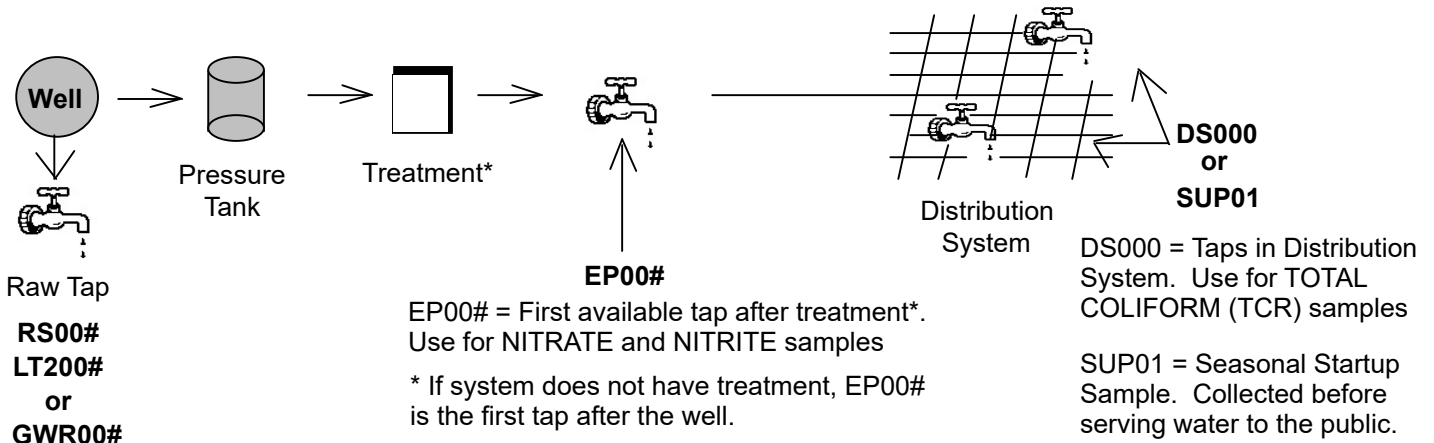 Well
Pressure
Tank
Treatment*
Raw Tap
RS00#
LT200#
or
GWR00#
EP00#
EP00# = First available tap after treatment*.
Use for NITRATE and NITRITE samples
* If system does not have treatment, EP00#
is the first tap after the well.
Distribution
System
DS000
or
SUP01
DS000 = Taps in Distribution
System. Use for TOTAL
COLIFORM (TCR) samples
SUP01 = Seasonal Startup
Sample. Collected before
serving water to the public.